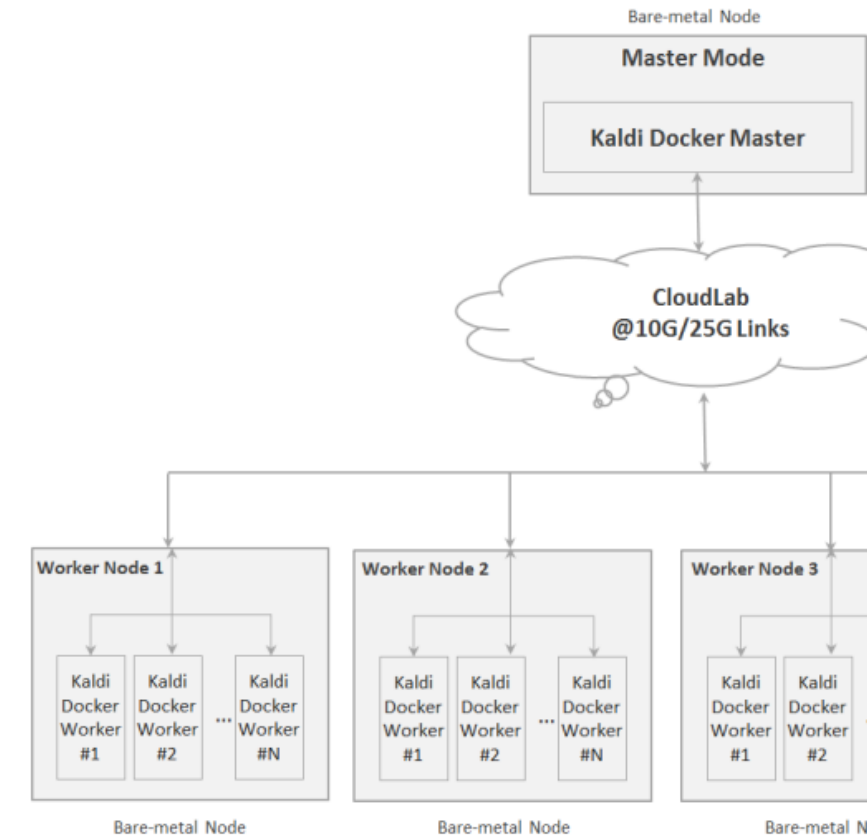 Bare-metal Node
Master Mode
Kaldi Docker Master
CloudLab
@10G/25G Links
Worker Node 1
Kaldi
Docker
Worker
#1
Kaldi
Docker
Worker
#2
...
Kaldi
Docker
Worker
#N
Bare-metal Node
Worker Node 2
Kaldi
Docker
Worker
#1
Kaldi
Docker
Worker
#2
...
Kaldi
Docker
Worker
#N
Bare-metal Node
Worker Node 3
Kaldi
Docker
Worker
#1
Kaldi
Docker
Worker
#2
Bare-metal